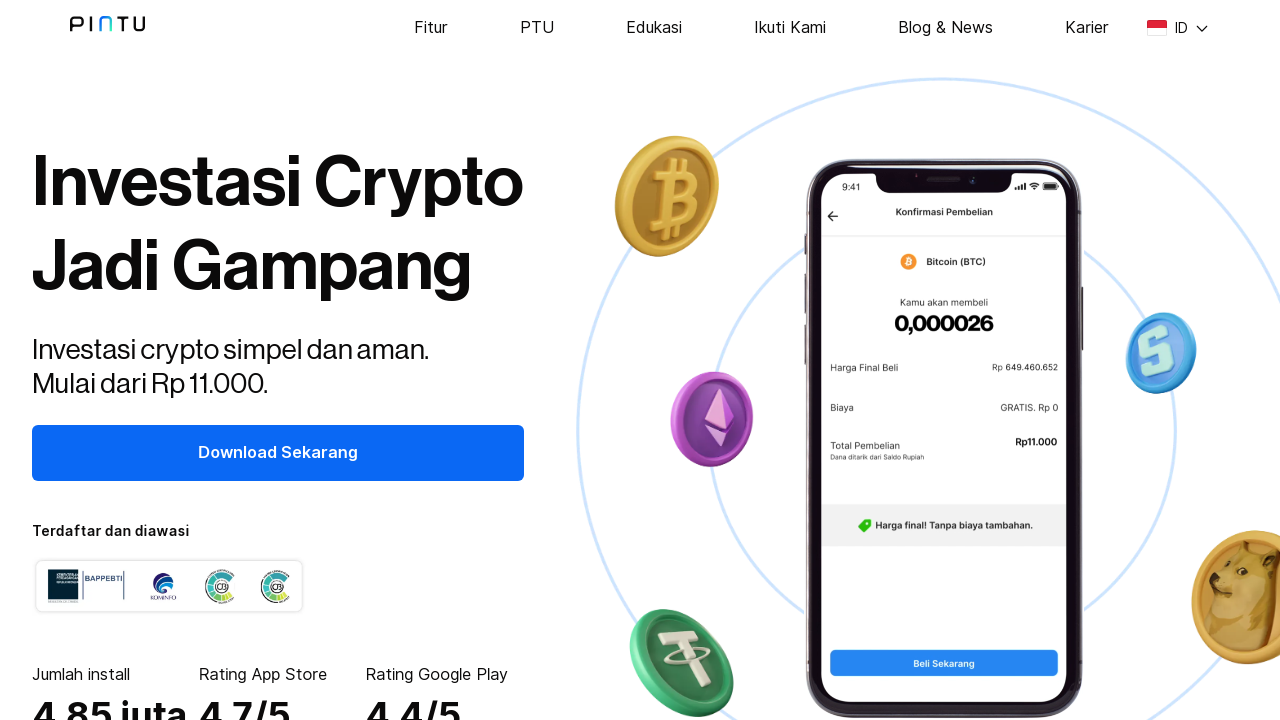 PINTU
Fitur
PTU
Edukasi
Ikuti Kami
Blog & News
Karier
ID
Investasi Crypto
Jadi Gampang
Investasi crypto simpel dan aman.
Mulai dari Rp 11.000.
Download Sekarang
Terdaftar dan diawasi
BAPPEBTI
KOMINFO
Jumlah install
4.85 juta
Rating App Store
4.7/5
Rating Google Play
4.4/5
9:41
Konfirmasi Pembelian
Bitcoin (BTC)
Kamu akan membeli
0,000026
Harga Final Beli
Rp 649.460.652
Biaya
GRATIS. Rp 0
Total Pembelian
Rp11.000
Dana ditarik dari Saldo Rupiah
Harga final! Tanpa biaya tambahan.
Beli Sekarang